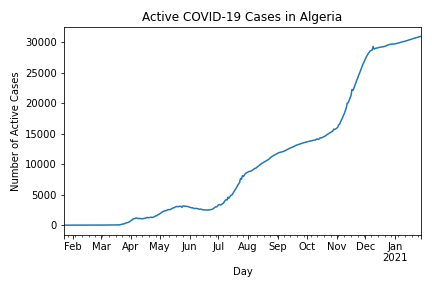 Active COVID-19 Cases in Algeria
Number of Active Cases
30000
25000
20000
15000
10000
5000
0
Feb Mar Apr May Jun Jul Aug Sep Oct Nov Dec Jan
2021
Day